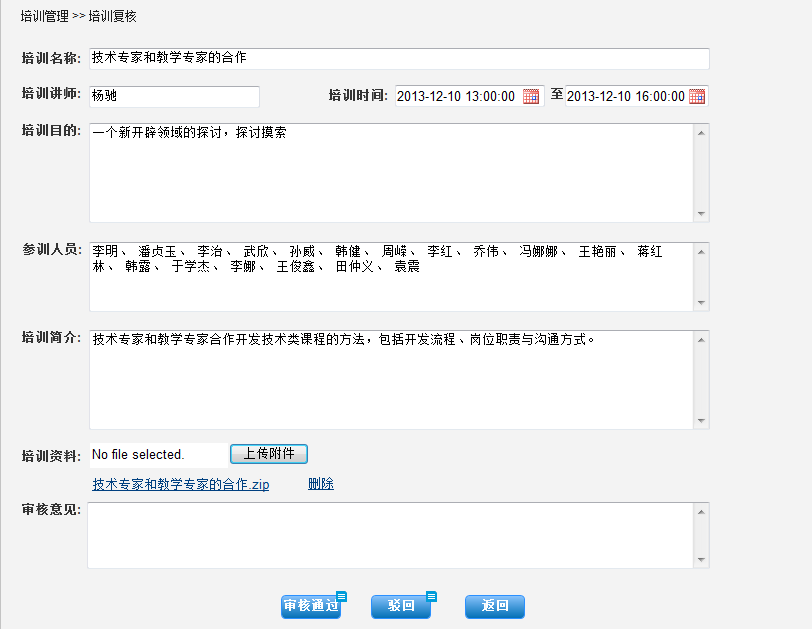 培训管理 >> 培训复核
培训名称: 技术专家和教学专家的合作
培训讲师: 杨驰 培训时间: 2013-12-10 13:00:00 至 2013-12-10 16:00:00
培训目的: 一个新开辟领域的探讨，探讨摸索
参训人员: 李明、 潘贞玉、 李治、 武欣、 孙威、 韩健、 周嵘、 李红、 乔伟、 冯娜娜、 王艳丽、 蒋红
林、 韩露、 于学杰、 李娜、 王俊鑫、 田仲义、 袁震
培训简介: 技术专家和教学专家合作开发技术类课程的方法，包括开发流程、岗位职责与沟通方式。
培训资料: No file selected. 上传附件
技术专家和教学专家的合作.zip 删除
审核意见:
审核通过 驳回 返回